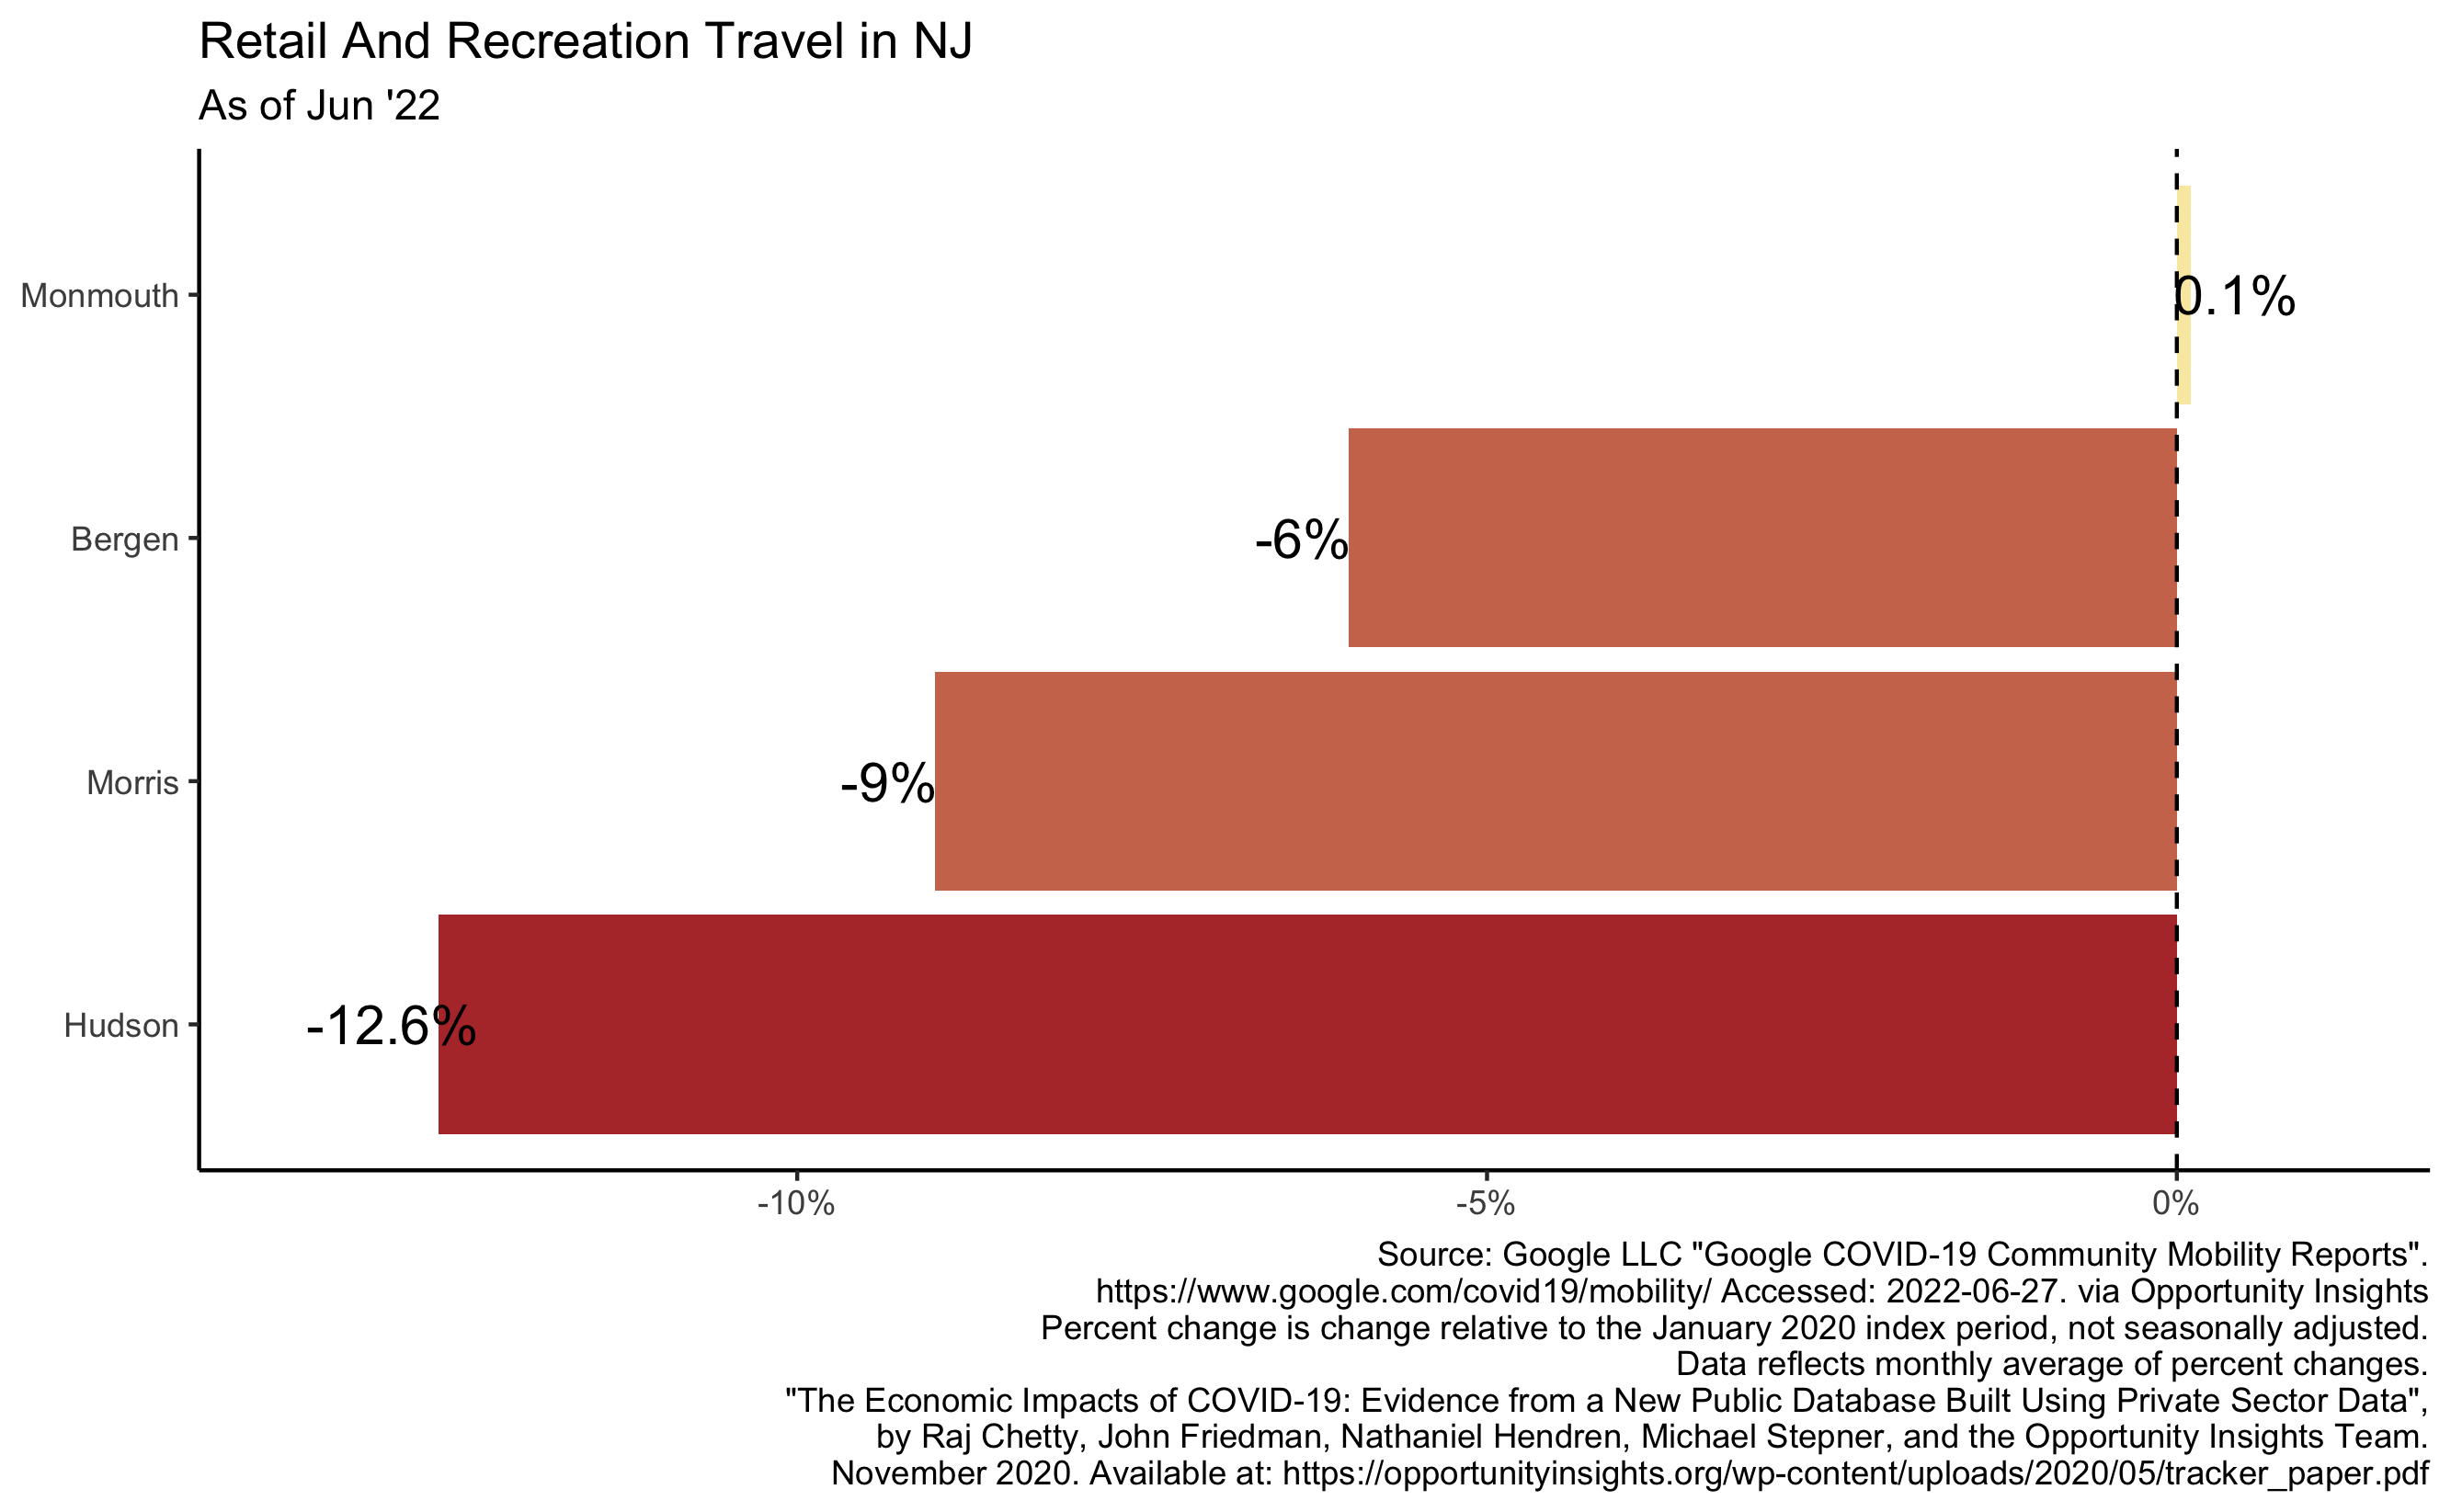 Retail And Recreation Travel in NJ
As of Jun '22
Monmouth
0.1%
Bergen
-6%
Morris
-9%
Hudson
-12.6%
-10%
-5%
0%
Source: Google LLC "Google COVID-19 Community Mobility Reports".
https://www.google.com/covid19/mobility/ Accessed: 2022-06-27. via Opportunity Insights
Percent change is change relative to the January 2020 index period, not seasonally adjusted.
Data reflects monthly average of percent changes.
"The Economic Impacts of COVID-19: Evidence from a New Public Database Built Using Private Sector Data",
by Raj Chetty, John Friedman, Nathaniel Hendren, Michael Stepner, and the Opportunity Insights Team.
November 2020. Available at: https://opportunityinsights.org/wp-content/uploads/2020/05/tracker_paper.pdf